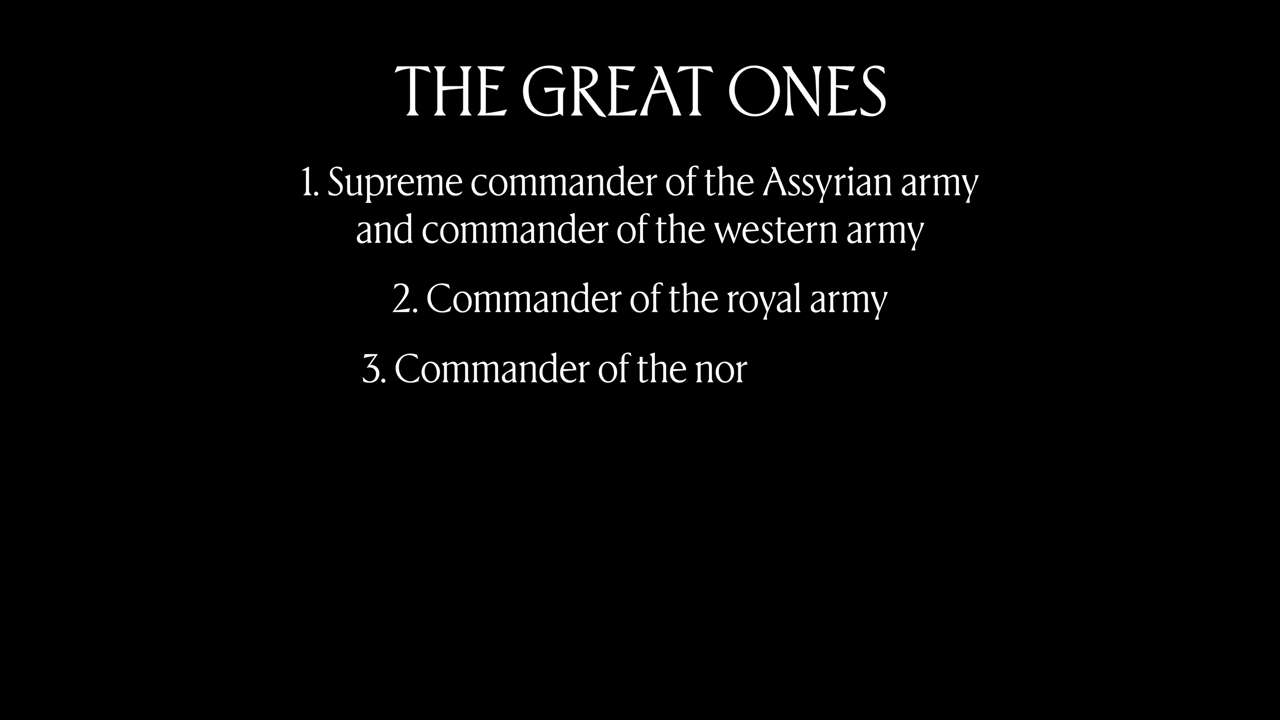 THE GREAT ONES
1. Supreme commander of the Assyrian army
and commander of the western army
2. Commander of the royal army
3. Commander of the nor